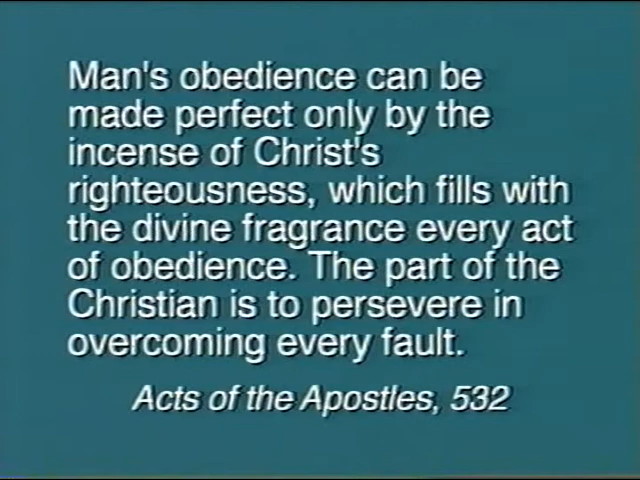 Man's obedience can be
made perfect only by the
incense of Christ's
righteousness, which fills with
the divine fragrance every act
of obedience. The part of the
Christian is to persevere in
overcoming every fault.
Acts of the Apostles, 532